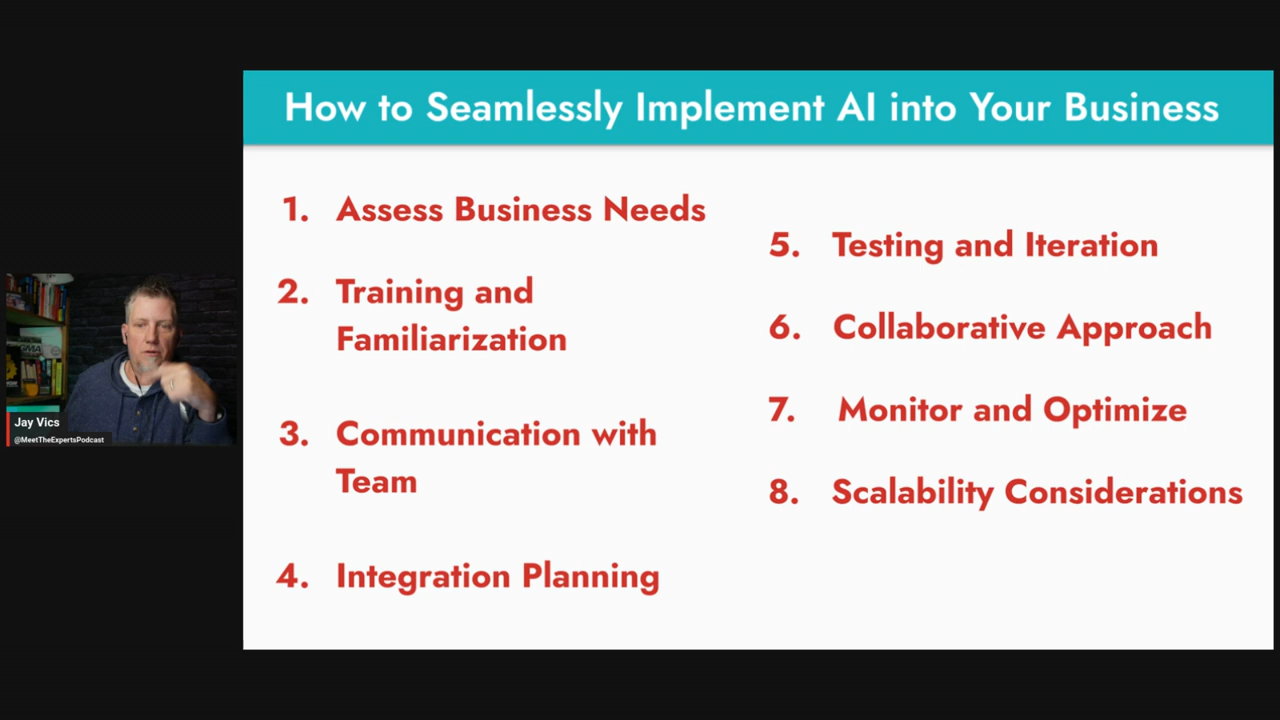 How to Seamlessly Implement AI into Your Business
1. Assess Business Needs
2. Training and
Familiarization
3. Communication with
Team
4. Integration Planning
5. Testing and Iteration
6. Collaborative Approach
7. Monitor and Optimize
8. Scalability Considerations
Jay Vics
@MeetTheExpertsPodcast